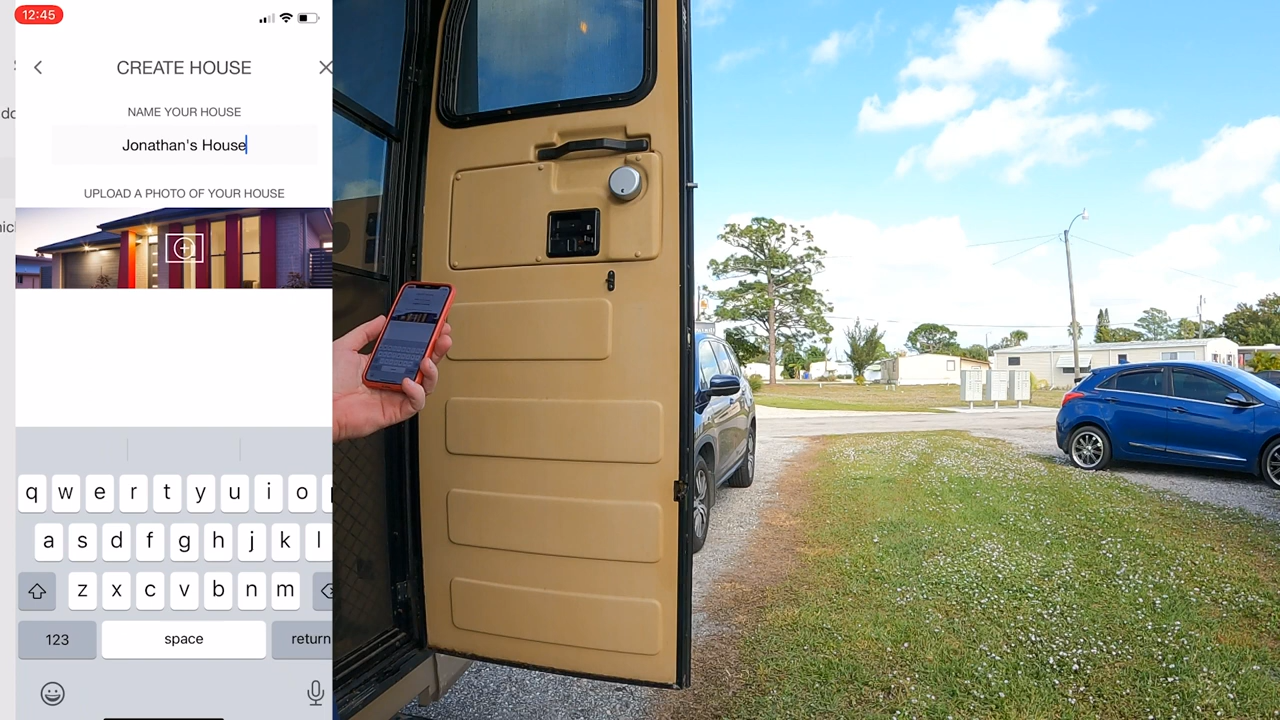 12:45
CREATE HOUSE
NAME YOUR HOUSE
Jonathan's House
UPLOAD A PHOTO OF YOUR HOUSE
q w e r t y u i o
a s d f g h j k l
z x c v b n m
123 space return